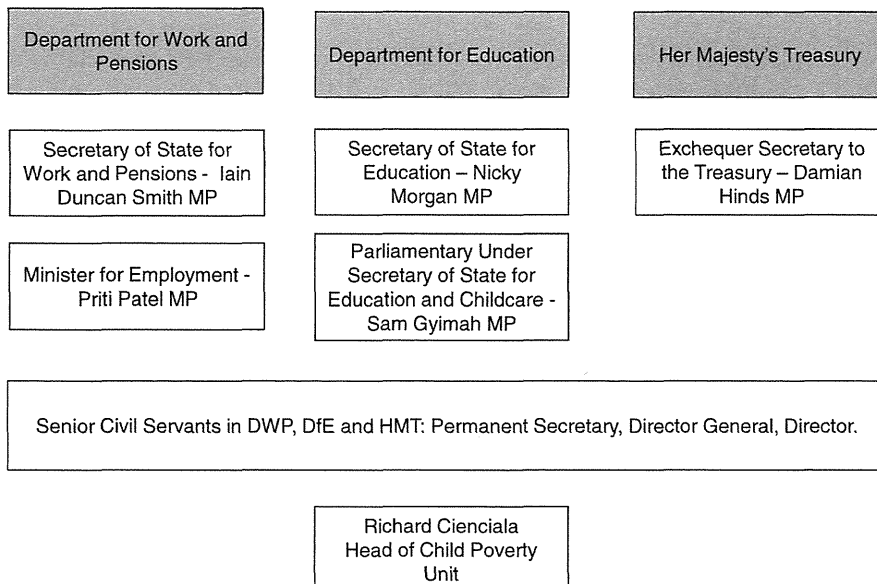 Department for Work and
Pensions
Department for Education
Her Majesty's Treasury
Secretary of State for
Work and Pensions - Iain
Duncan Smith MP
Secretary of State for
Education – Nicky
Morgan MP
Exchequer Secretary to
the Treasury – Damian
Hinds MP
Minister for Employment -
Priti Patel MP
Parliamentary Under
Secretary of State for
Education and Childcare -
Sam Gyimah MP
Senior Civil Servants in DWP, DfE and HMT: Permanent Secretary, Director General, Director.
Richard Cienciala
Head of Child Poverty
Unit